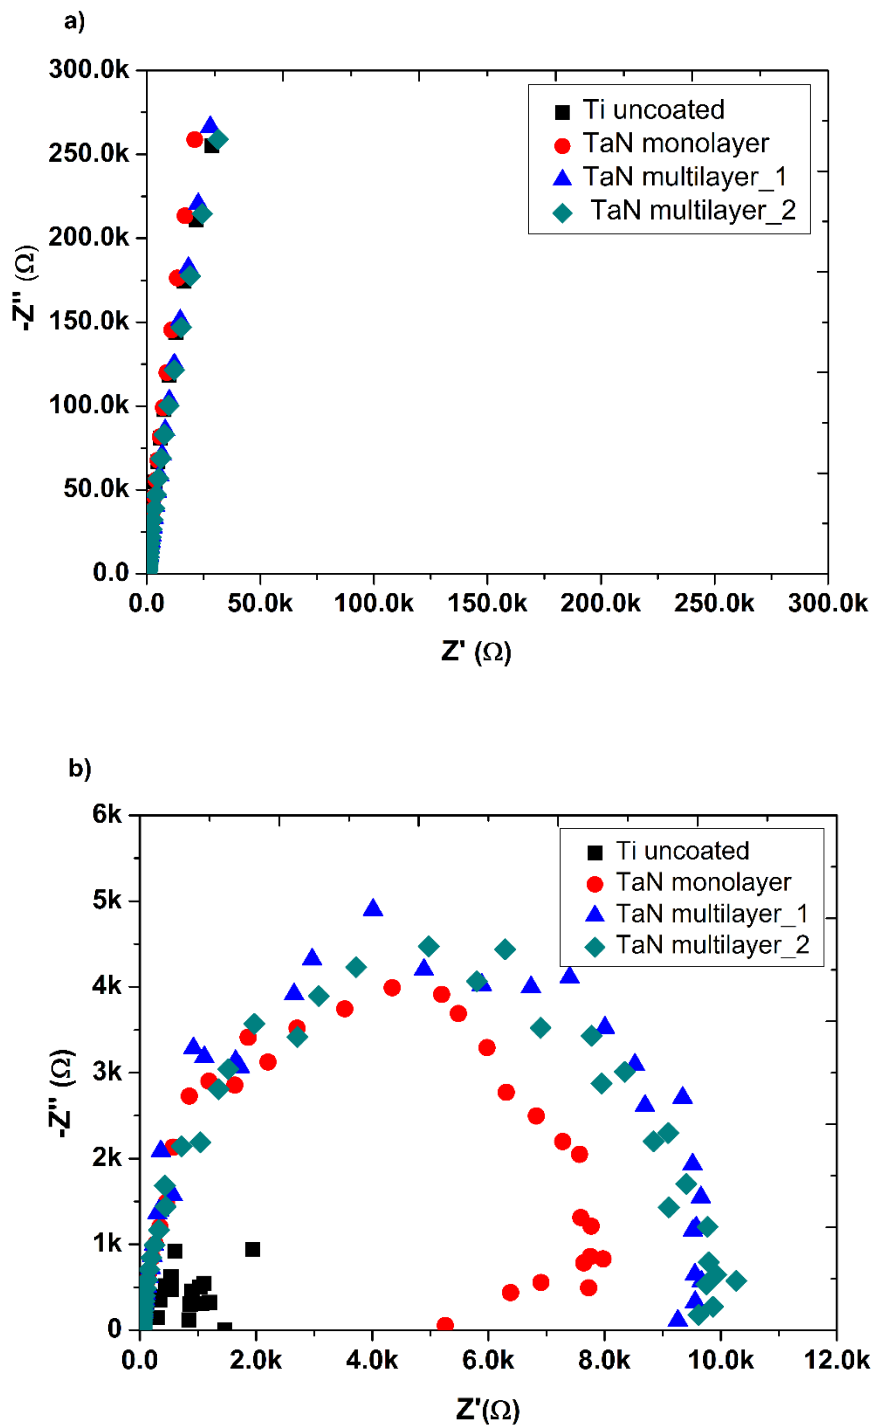 a)
300.0k
250.0k
200.0k
150.0k
100.0k
50.0k
0.0
-Z'' (Ω)
Ti uncoated
TaN monolayer
TaN multilayer_1
TaN multilayer_2
0.0 50.0k 100.0k 150.0k 200.0k 250.0k 300.0k
Z' (Ω)
b)
6k
5k
4k
3k
2k
1k
0
-Z'' (Ω)
Ti uncoated
TaN monolayer
TaN multilayer_1
TaN multilayer_2
0.0 2.0k 4.0k 6.0k 8.0k 10.0k 12.0k
Z'(Ω)